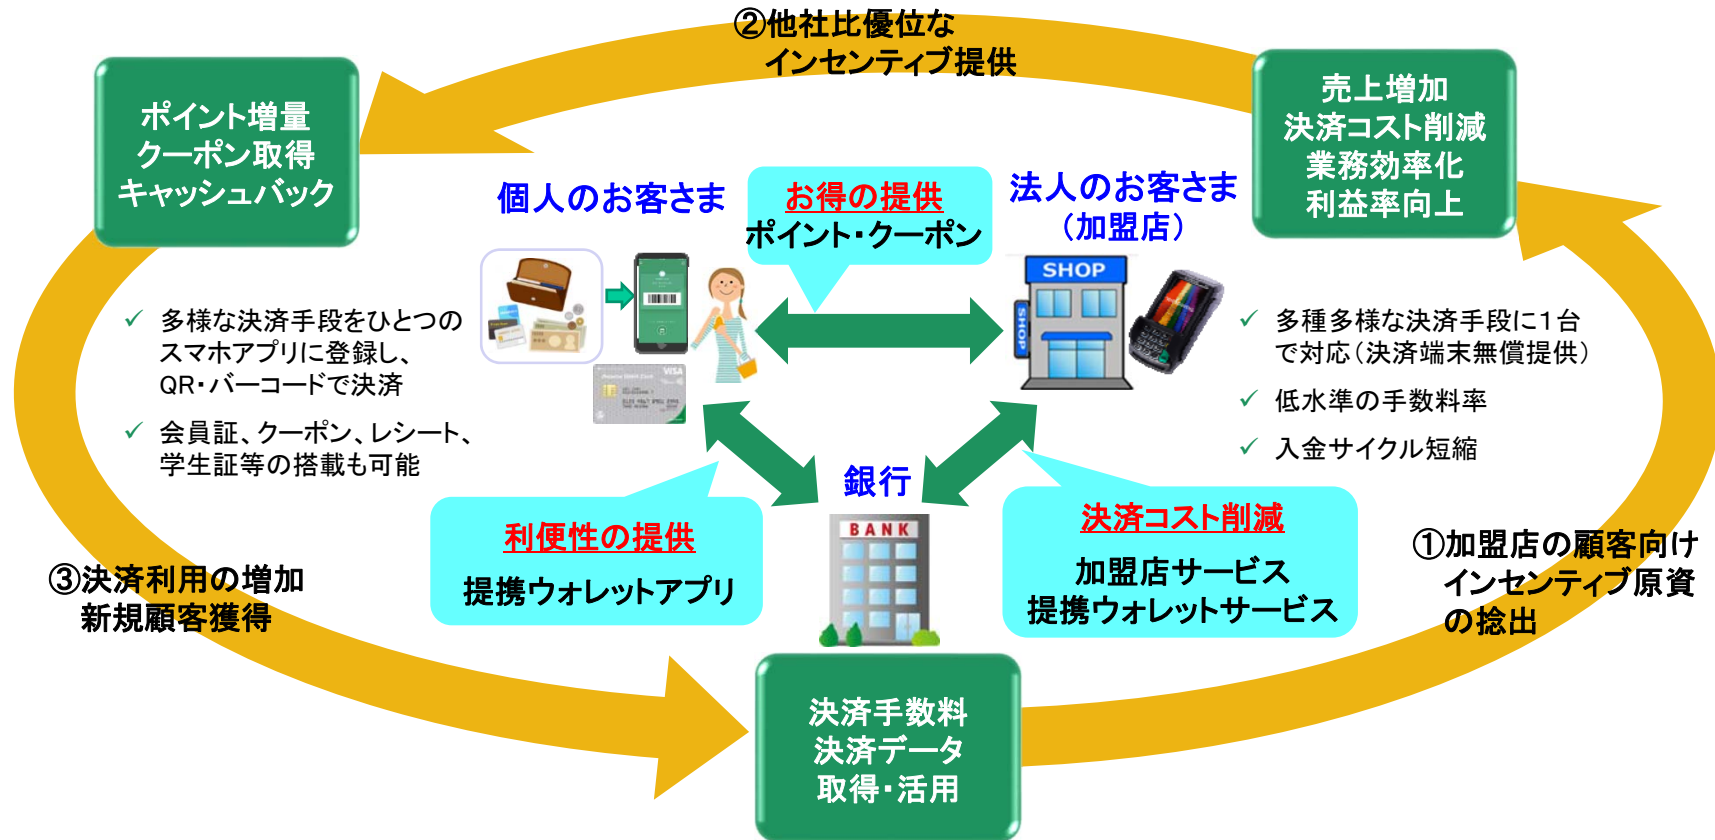 ②他社比優位な
インセンティブ提供
ポイント増量
クーポン取得
キャッシュバック
売上増加
決済コスト削減
業務効率化
利益率向上
個人のお客さま
お得の提供
ポイント・クーポン
法人のお客さま
（加盟店）
SHOP
SHOP
VISA
✓ 多様な決済手段をひとつの
スマホアプリに登録し、
QR・バーコードで決済
✓ 会員証、クーポン、レシート、
学生証等の搭載も可能
✓ 多種多様な決済手段に１台
で対応（決済端末無償提供）
✓ 低水準の手数料率
✓ 入金サイクル短縮
銀行
BANK
利便性の提供
提携ウォレットアプリ
決済コスト削減
加盟店サービス
提携ウォレットサービス
①加盟店の顧客向け
インセンティブ原資
の捻出
③決済利用の増加
新規顧客獲得
決済手数料
決済データ
取得・活用